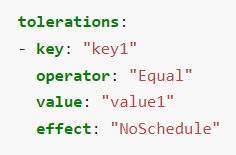 tolerations:
- key: "key1"
  operator: "Equal"
  value: "value1"
  effect: "NoSchedule"